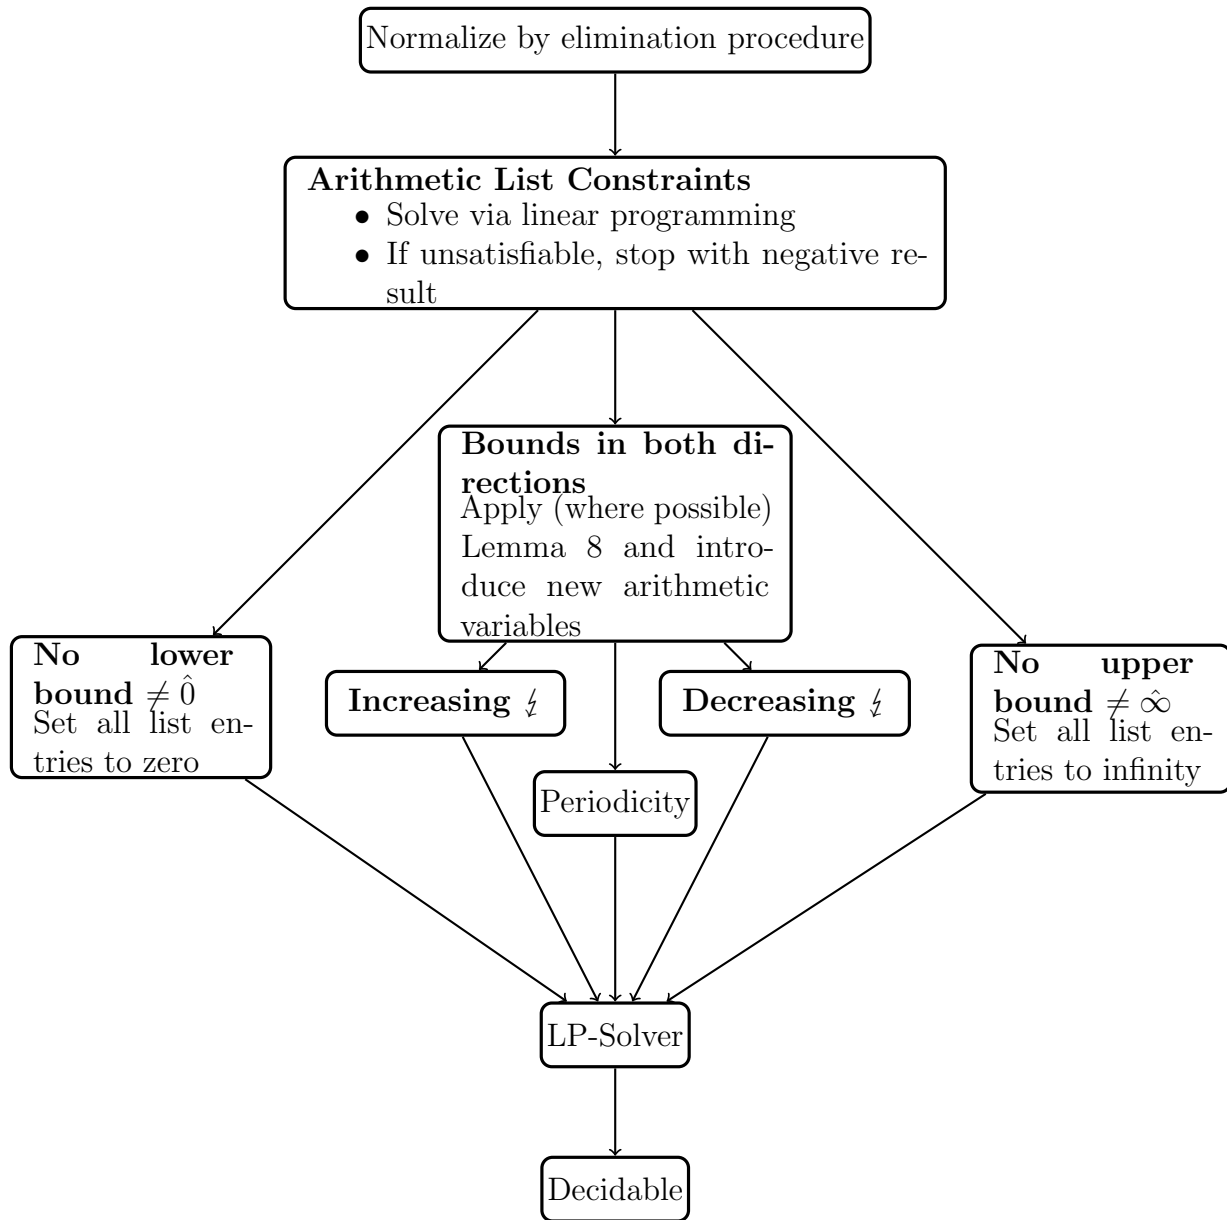 Normalize by elimination procedure
Arithmetic List Constraints
• Solve via linear programming
• If unsatisfiable, stop with negative re-
sult
Bounds in both di-
rections
Apply (where possible)
Lemma 8 and intro-
duce new arithmetic
variables
No lower
bound ≠ 0̂
Set all list en-
tries to zero
Increasing ↯
Decreasing ↯
No upper
bound ≠ ∞̂
Set all list en-
tries to infinity
Periodicity
LP-Solver
Decidable